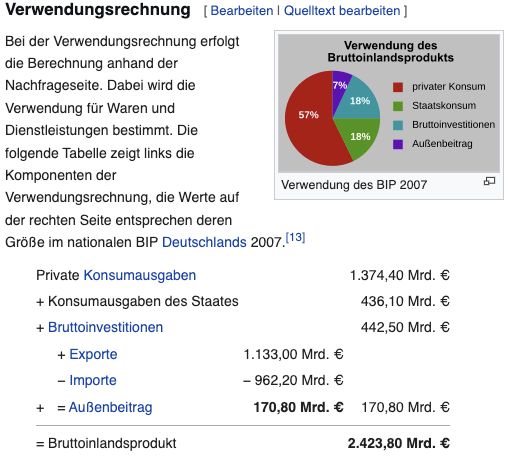 Verwendungsrechnung [ Bearbeiten | Quelltext bearbeiten ]
Bei der Verwendungsrechnung erfolgt
die Berechnung anhand der
Nachfrageseite. Dabei wird die
Verwendung für Waren und
Dienstleistungen bestimmt. Die
folgende Tabelle zeigt links die
Komponenten der
Verwendungsrechnung, die Werte auf
der rechten Seite entsprechen deren
Größe im nationalen BIP Deutschlands 2007.[13]
Verwendung des
Bruttoinlandsprodukts
7%
57%
18%
18%
privater Konsum
Staatskonsum
Bruttoinvestitionen
Außenbeitrag
Verwendung des BIP 2007
Private Konsumausgaben 1.374,40 Mrd. €
+ Konsumausgaben des Staates 436,10 Mrd. €
+ Bruttoinvestitionen 442,50 Mrd. €
+ Exporte 1.133,00 Mrd. €
− Importe − 962,20 Mrd. €
+ = Außenbeitrag 170,80 Mrd. € 170,80 Mrd. €
= Bruttoinlandsprodukt 2.423,80 Mrd. €